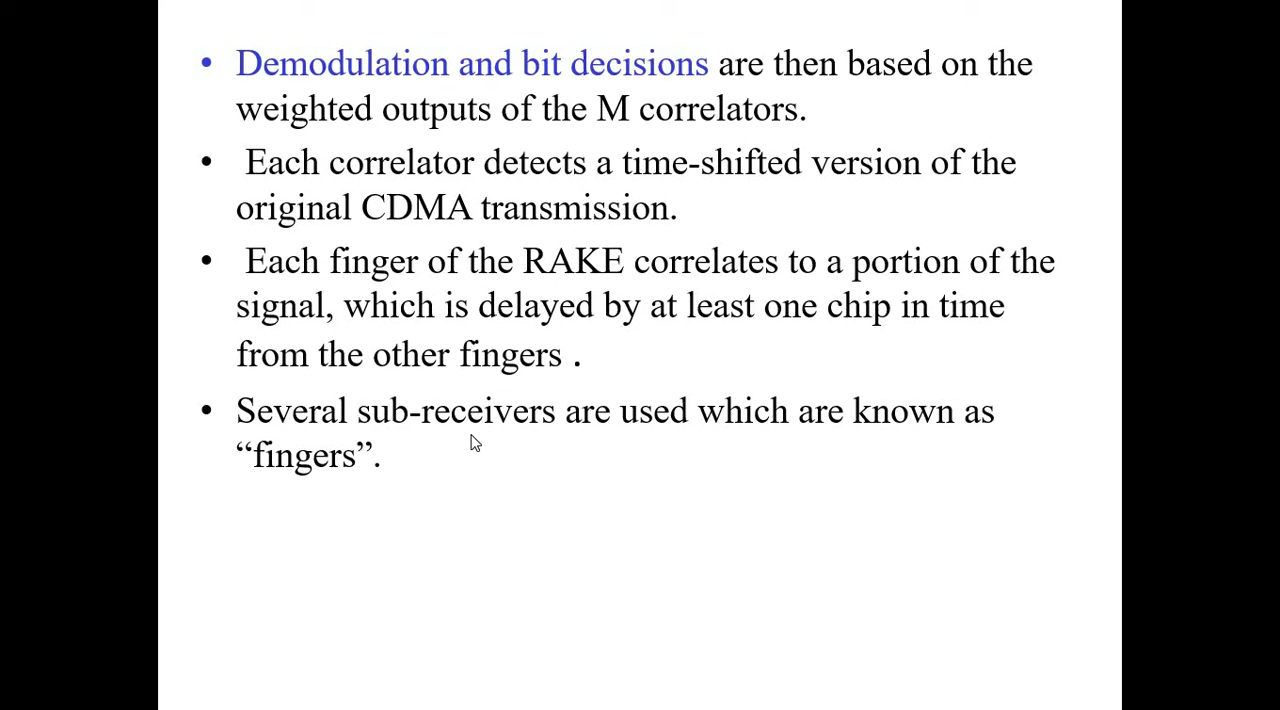 • Demodulation and bit decisions are then based on the
weighted outputs of the M correlators.
• Each correlator detects a time-shifted version of the
original CDMA transmission.
• Each finger of the RAKE correlates to a portion of the
signal, which is delayed by at least one chip in time
from the other fingers .
• Several sub-receivers are used which are known as
“fingers”.